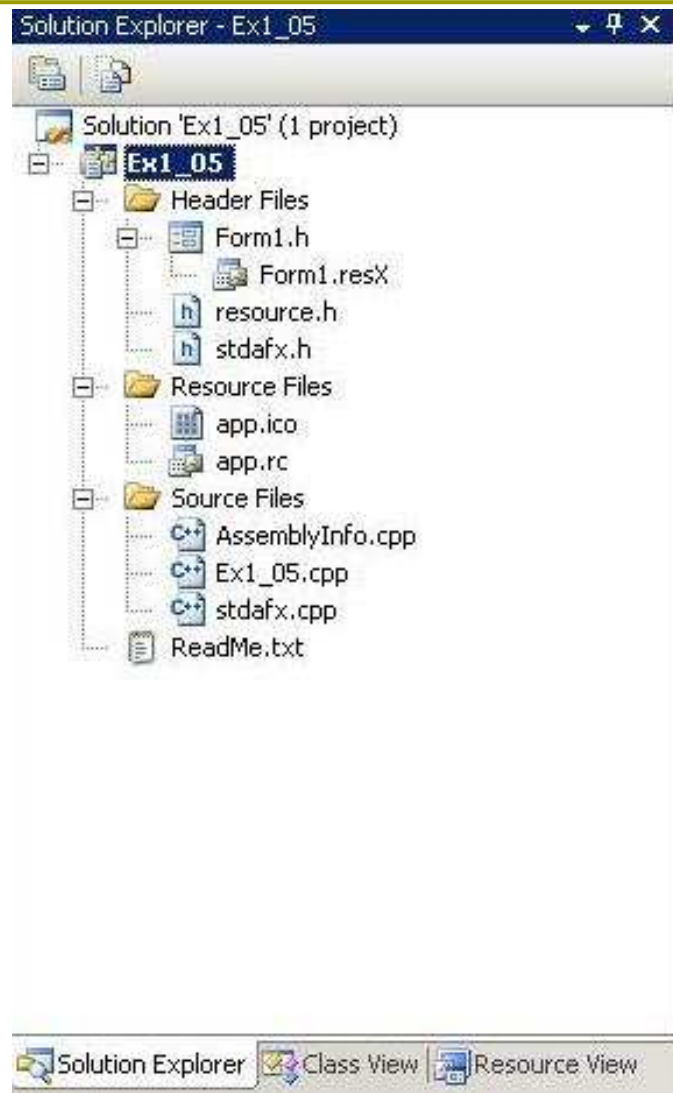 Solution Explorer - Ex1_05
Solution 'Ex1_05' (1 project)
Ex1_05
Header Files
Form1.h
Form1.resX
resource.h
stdafx.h
Resource Files
app.ico
app.rc
Source Files
AssemblyInfo.cpp
Ex1_05.cpp
stdafx.cpp
ReadMe.txt
Solution Explorer Class View Resource View